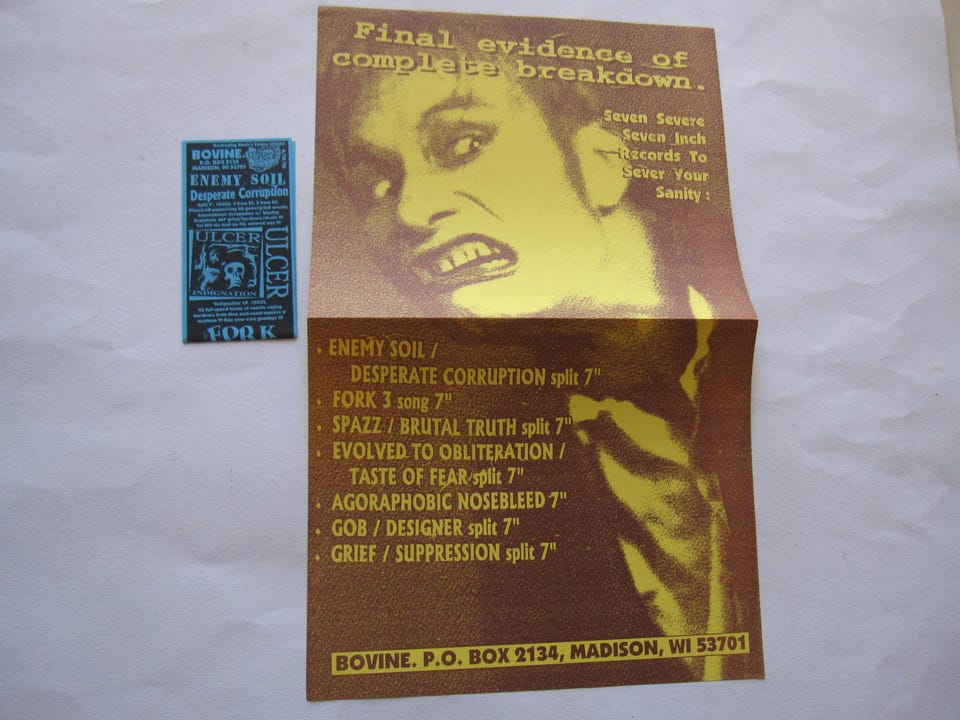 BOVINE.
P.O. BOX 2134
MADISON, WI 53701
ENEMY SOIL
Desperate Corruption
ULCER
ULCER
INDIGNATION
FORK
Final evidence of
complete breakdown.
Seven Severe
Seven Inch
Records To
Sever Your
Sanity :
• ENEMY SOIL /
DESPERATE CORRUPTION split 7"
• FORK 3 song 7"
• SPAZZ / BRUTAL TRUTH split 7"
• EVOLVED TO OBLITERATION /
TASTE OF FEAR split 7"
• AGORAPHOBIC NOSEBLEED 7"
• GOB / DESIGNER split 7"
• GRIEF / SUPPRESSION split 7"
BOVINE. P.O. BOX 2134, MADISON, WI 53701